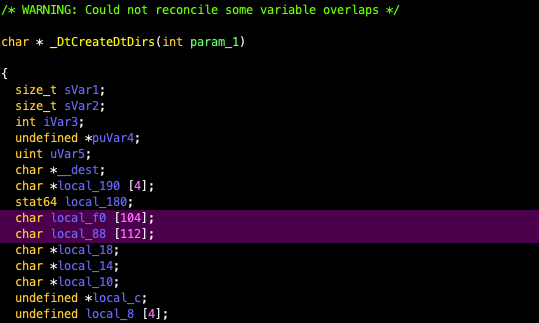 /* WARNING: Could not reconcile some variable overlaps */
char * _DtCreateDtDirs(int param_1)
{
size_t sVar1;
size_t sVar2;
int iVar3;
undefined *puVar4;
uint uVar5;
char *__dest;
char *local_190 [4];
stat64 local_180;
char local_f0 [104];
char local_88 [112];
char *local_18;
char *local_14;
char *local_10;
undefined *local_c;
undefined local_8 [4];